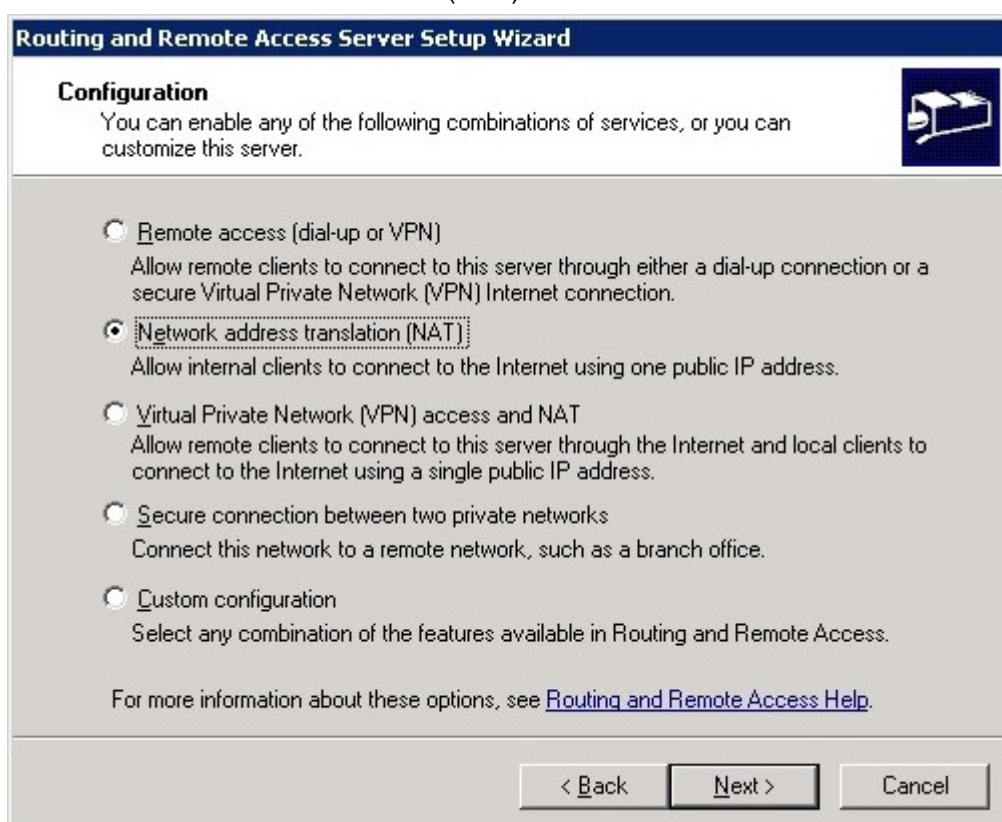 Routing and Remote Access Server Setup Wizard
Configuration
You can enable any of the following combinations of services, or you can
customize this server.
Remote access (dial-up or VPN)
Allow remote clients to connect to this server through either a dial-up connection or a
secure Virtual Private Network (VPN) Internet connection.
Network address translation (NAT)
Allow internal clients to connect to the Internet using one public IP address.
Virtual Private Network (VPN) access and NAT
Allow remote clients to connect to this server through the Internet and local clients to
connect to the Internet using a single public IP address.
Secure connection between two private networks
Connect this network to a remote network, such as a branch office.
Custom configuration
Select any combination of the features available in Routing and Remote Access.
For more information about these options, see Routing and Remote Access Help.
< Back Next > Cancel